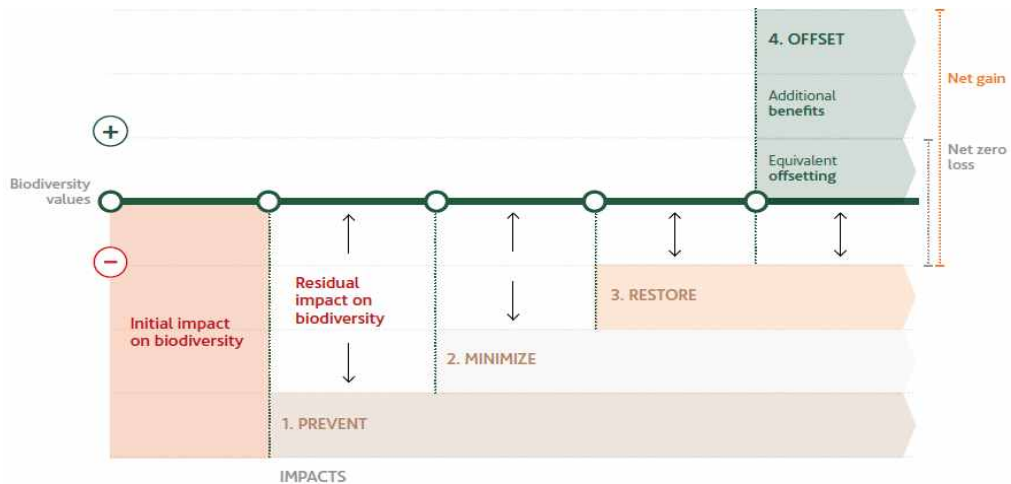 4. OFFSET
Additional
benefits
Net gain
+
Equivalent
offsetting
Net zero
loss
Biodiversity
values
−
Residual
impact on
biodiversity
3. RESTORE
Initial impact
on biodiversity
2. MINIMIZE
1. PREVENT
IMPACTS